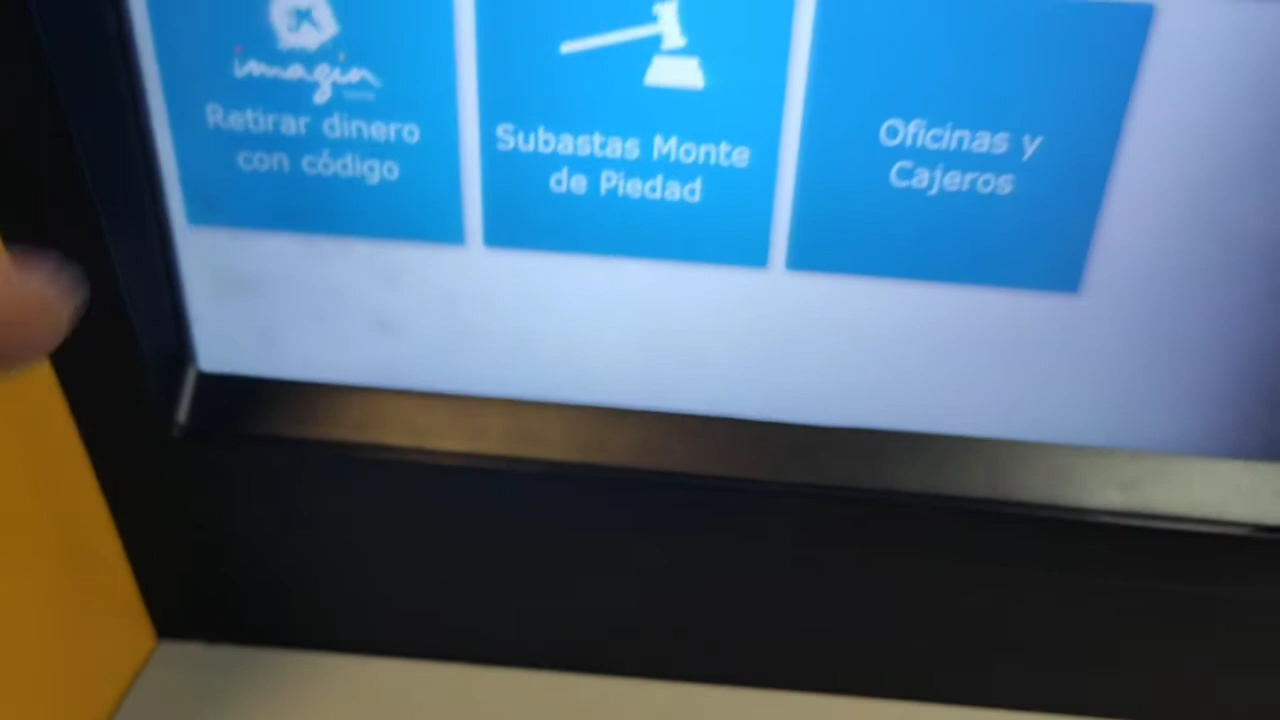 imagin
Retirar dinero
con código
Subastas Monte
de Piedad
Oficinas y
Cajeros